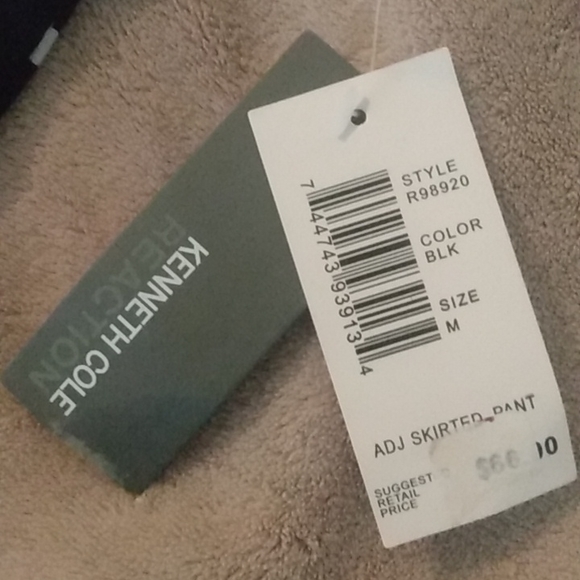 KENNETH COLE
REACTION
STYLE
R98920
COLOR
BLK
SIZE
M
7 44743 93913 4
ADJ SKIRTED PANT
SUGGEST
RETAIL
PRICE